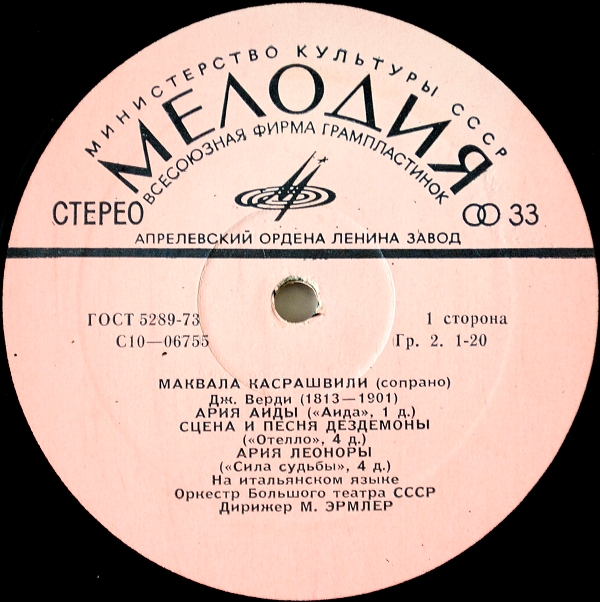 МИНИСТЕРСТВО КУЛЬТУРЫ СССР
МЕЛОДИЯ
ВСЕСОЮЗНАЯ ФИРМА ГРАМПЛАСТИНОК
СТЕРЕО 33
АПРЕЛЕВСКИЙ ОРДЕНА ЛЕНИНА ЗАВОД
ГОСТ 5289-73 1 сторона
С10—06755 Гр. 2. 1-20
МАКВАЛА КАСРАШВИЛИ (сопрано)
Дж. Верди (1813—1901)
АРИЯ АИДЫ («Аида», 1 д.)
СЦЕНА И ПЕСНЯ ДЕЗДЕМОНЫ
(«Отелло», 4 д.)
АРИЯ ЛЕОНОРЫ
(«Сила судьбы», 4 д.)
На итальянском языке
Оркестр Большого театра СССР
Дирижер М. ЭРМЛЕР